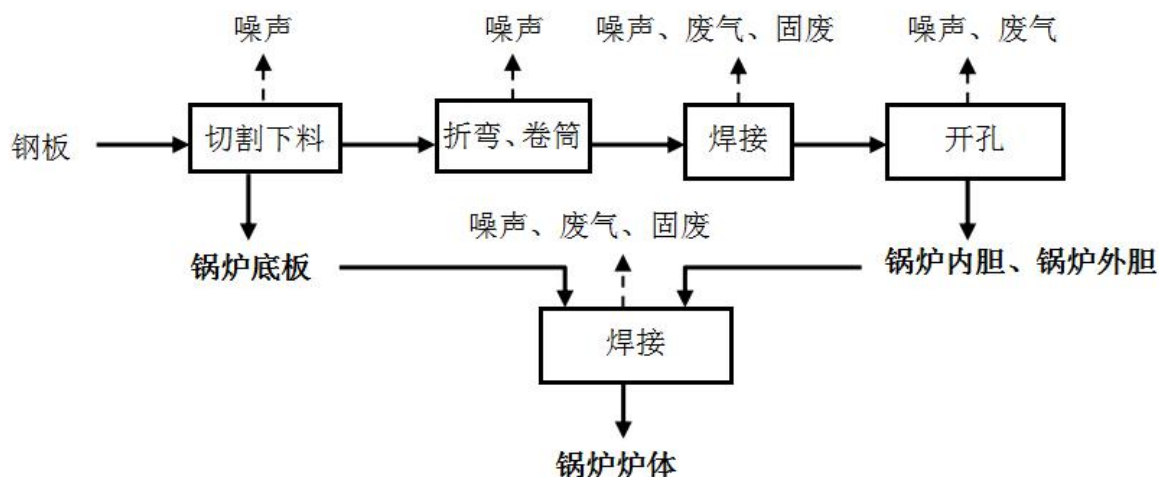 噪声
噪声
噪声、废气、固废
噪声、废气
钢板
切割下料
折弯、卷筒
焊接
开孔
噪声、废气、固废
锅炉底板
锅炉内胆、锅炉外胆
焊接
锅炉炉体